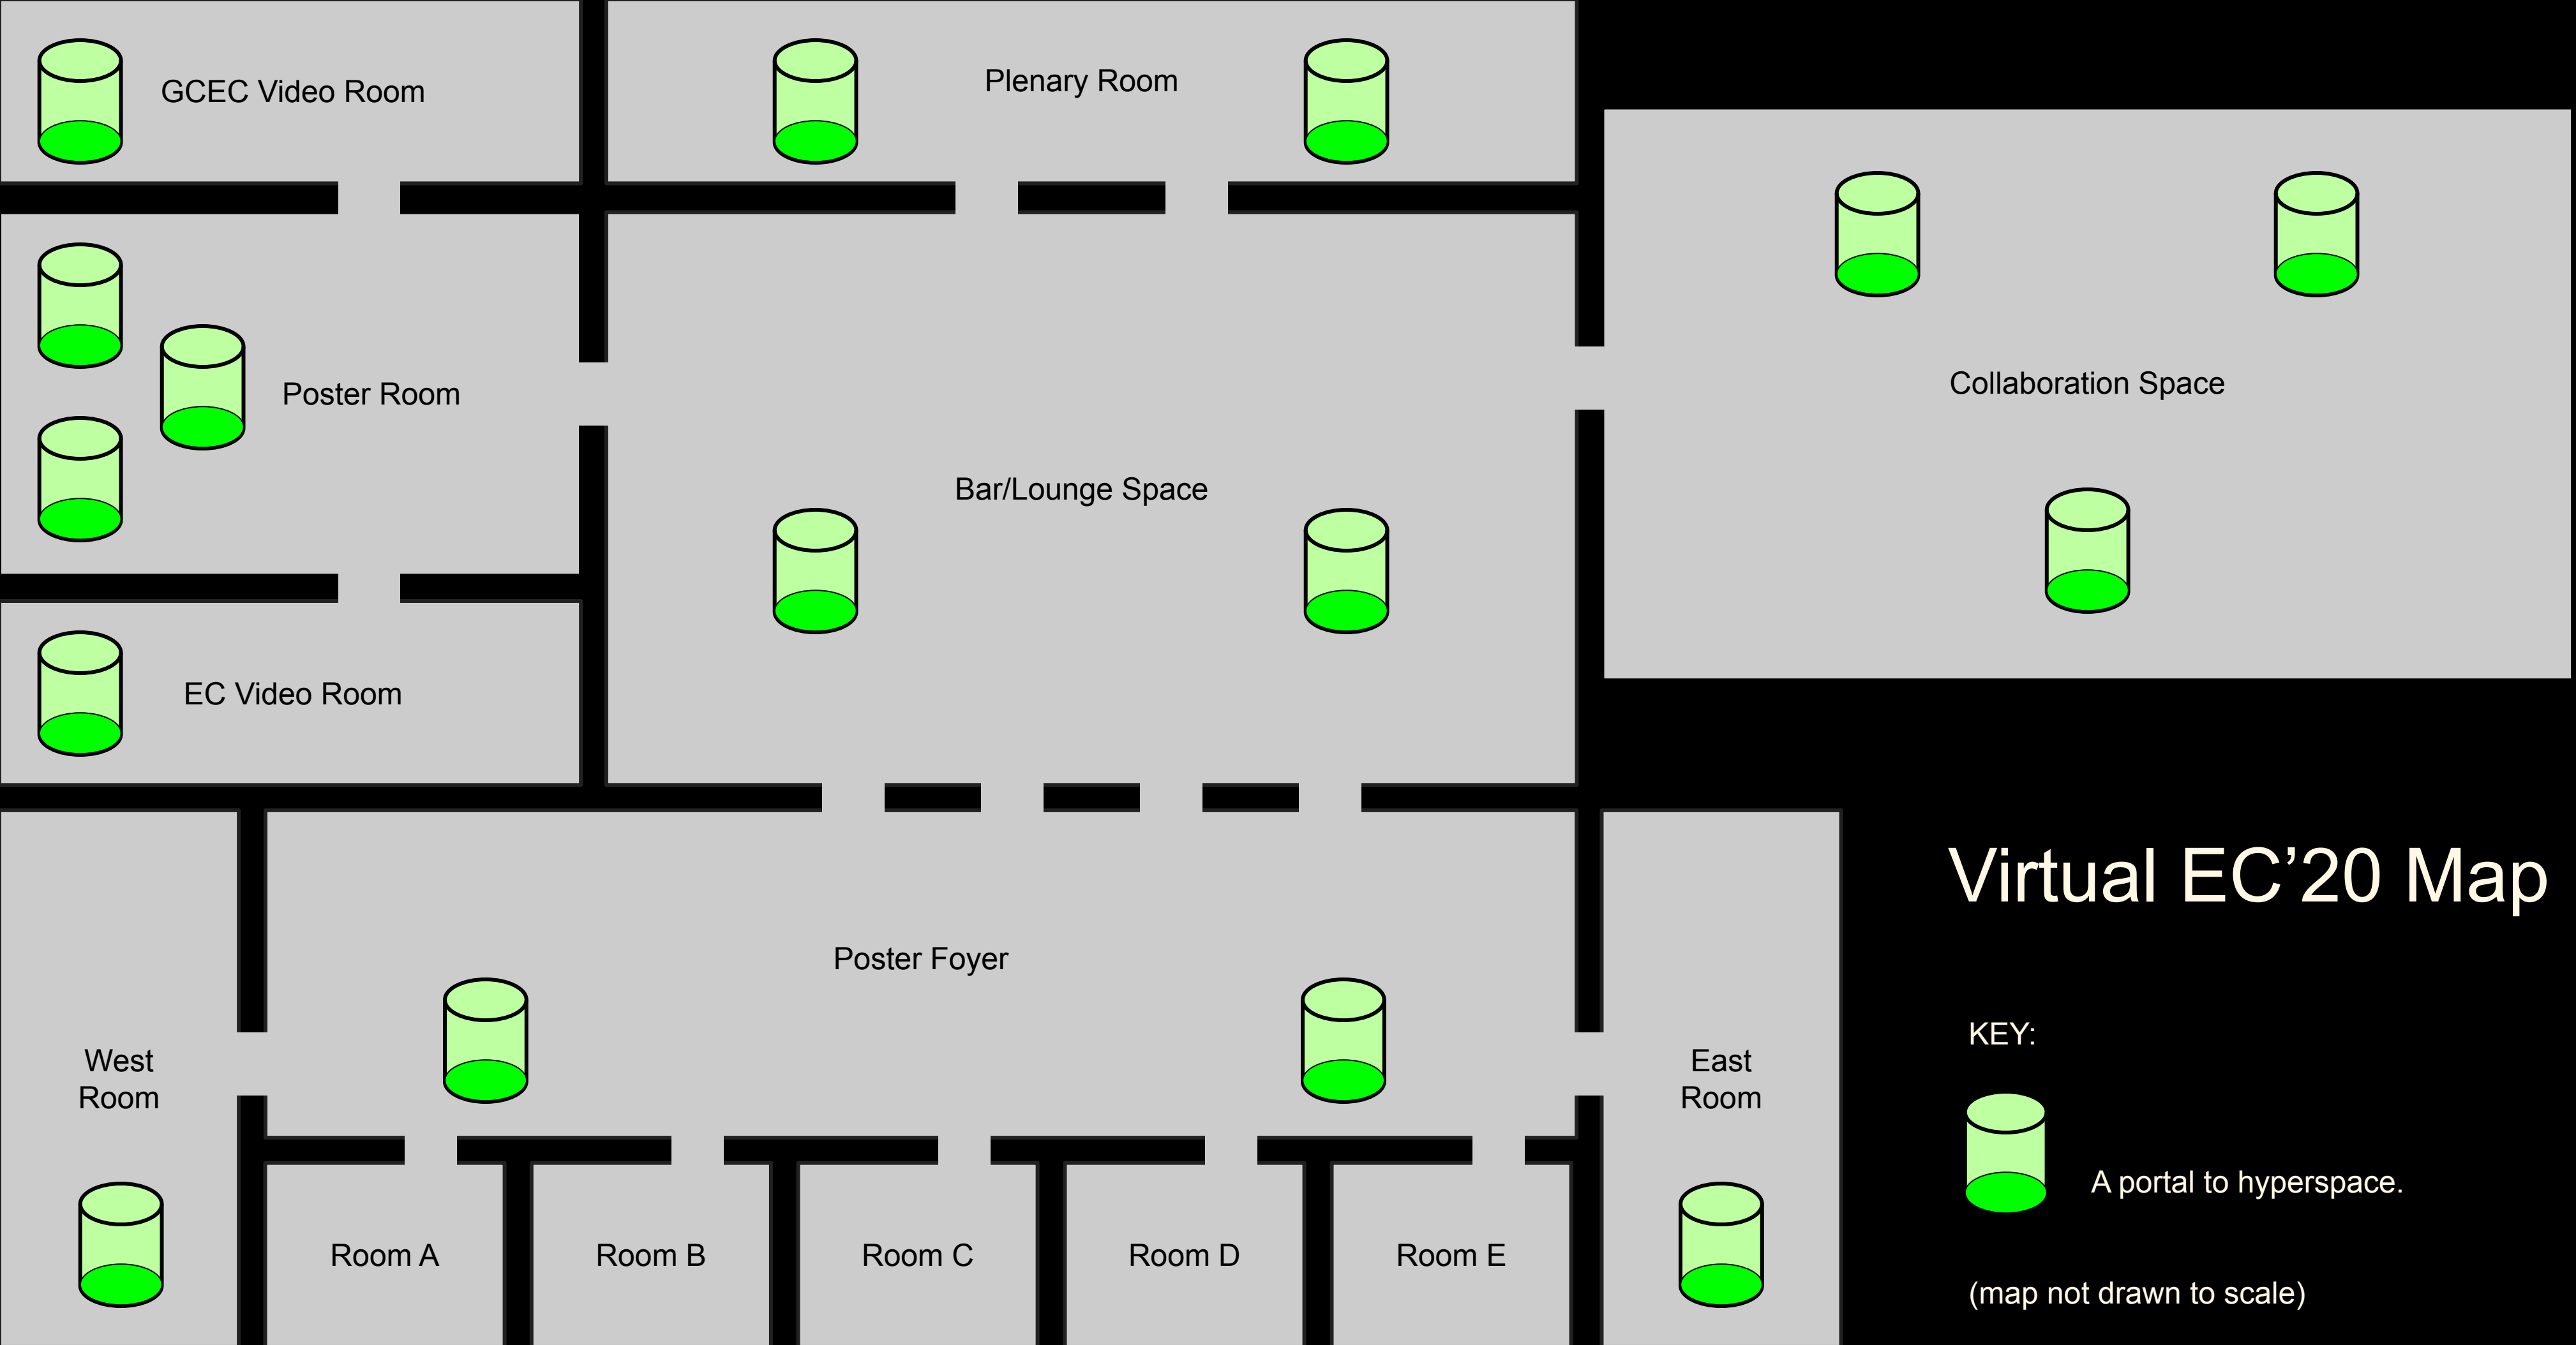 GCEC Video Room
Plenary Room
Collaboration Space
Poster Room
Bar/Lounge Space
EC Video Room
Virtual EC’20 Map
Poster Foyer
KEY:
West
Room
East
Room
A portal to hyperspace.
Room A
Room B
Room C
Room D
Room E
(map not drawn to scale)